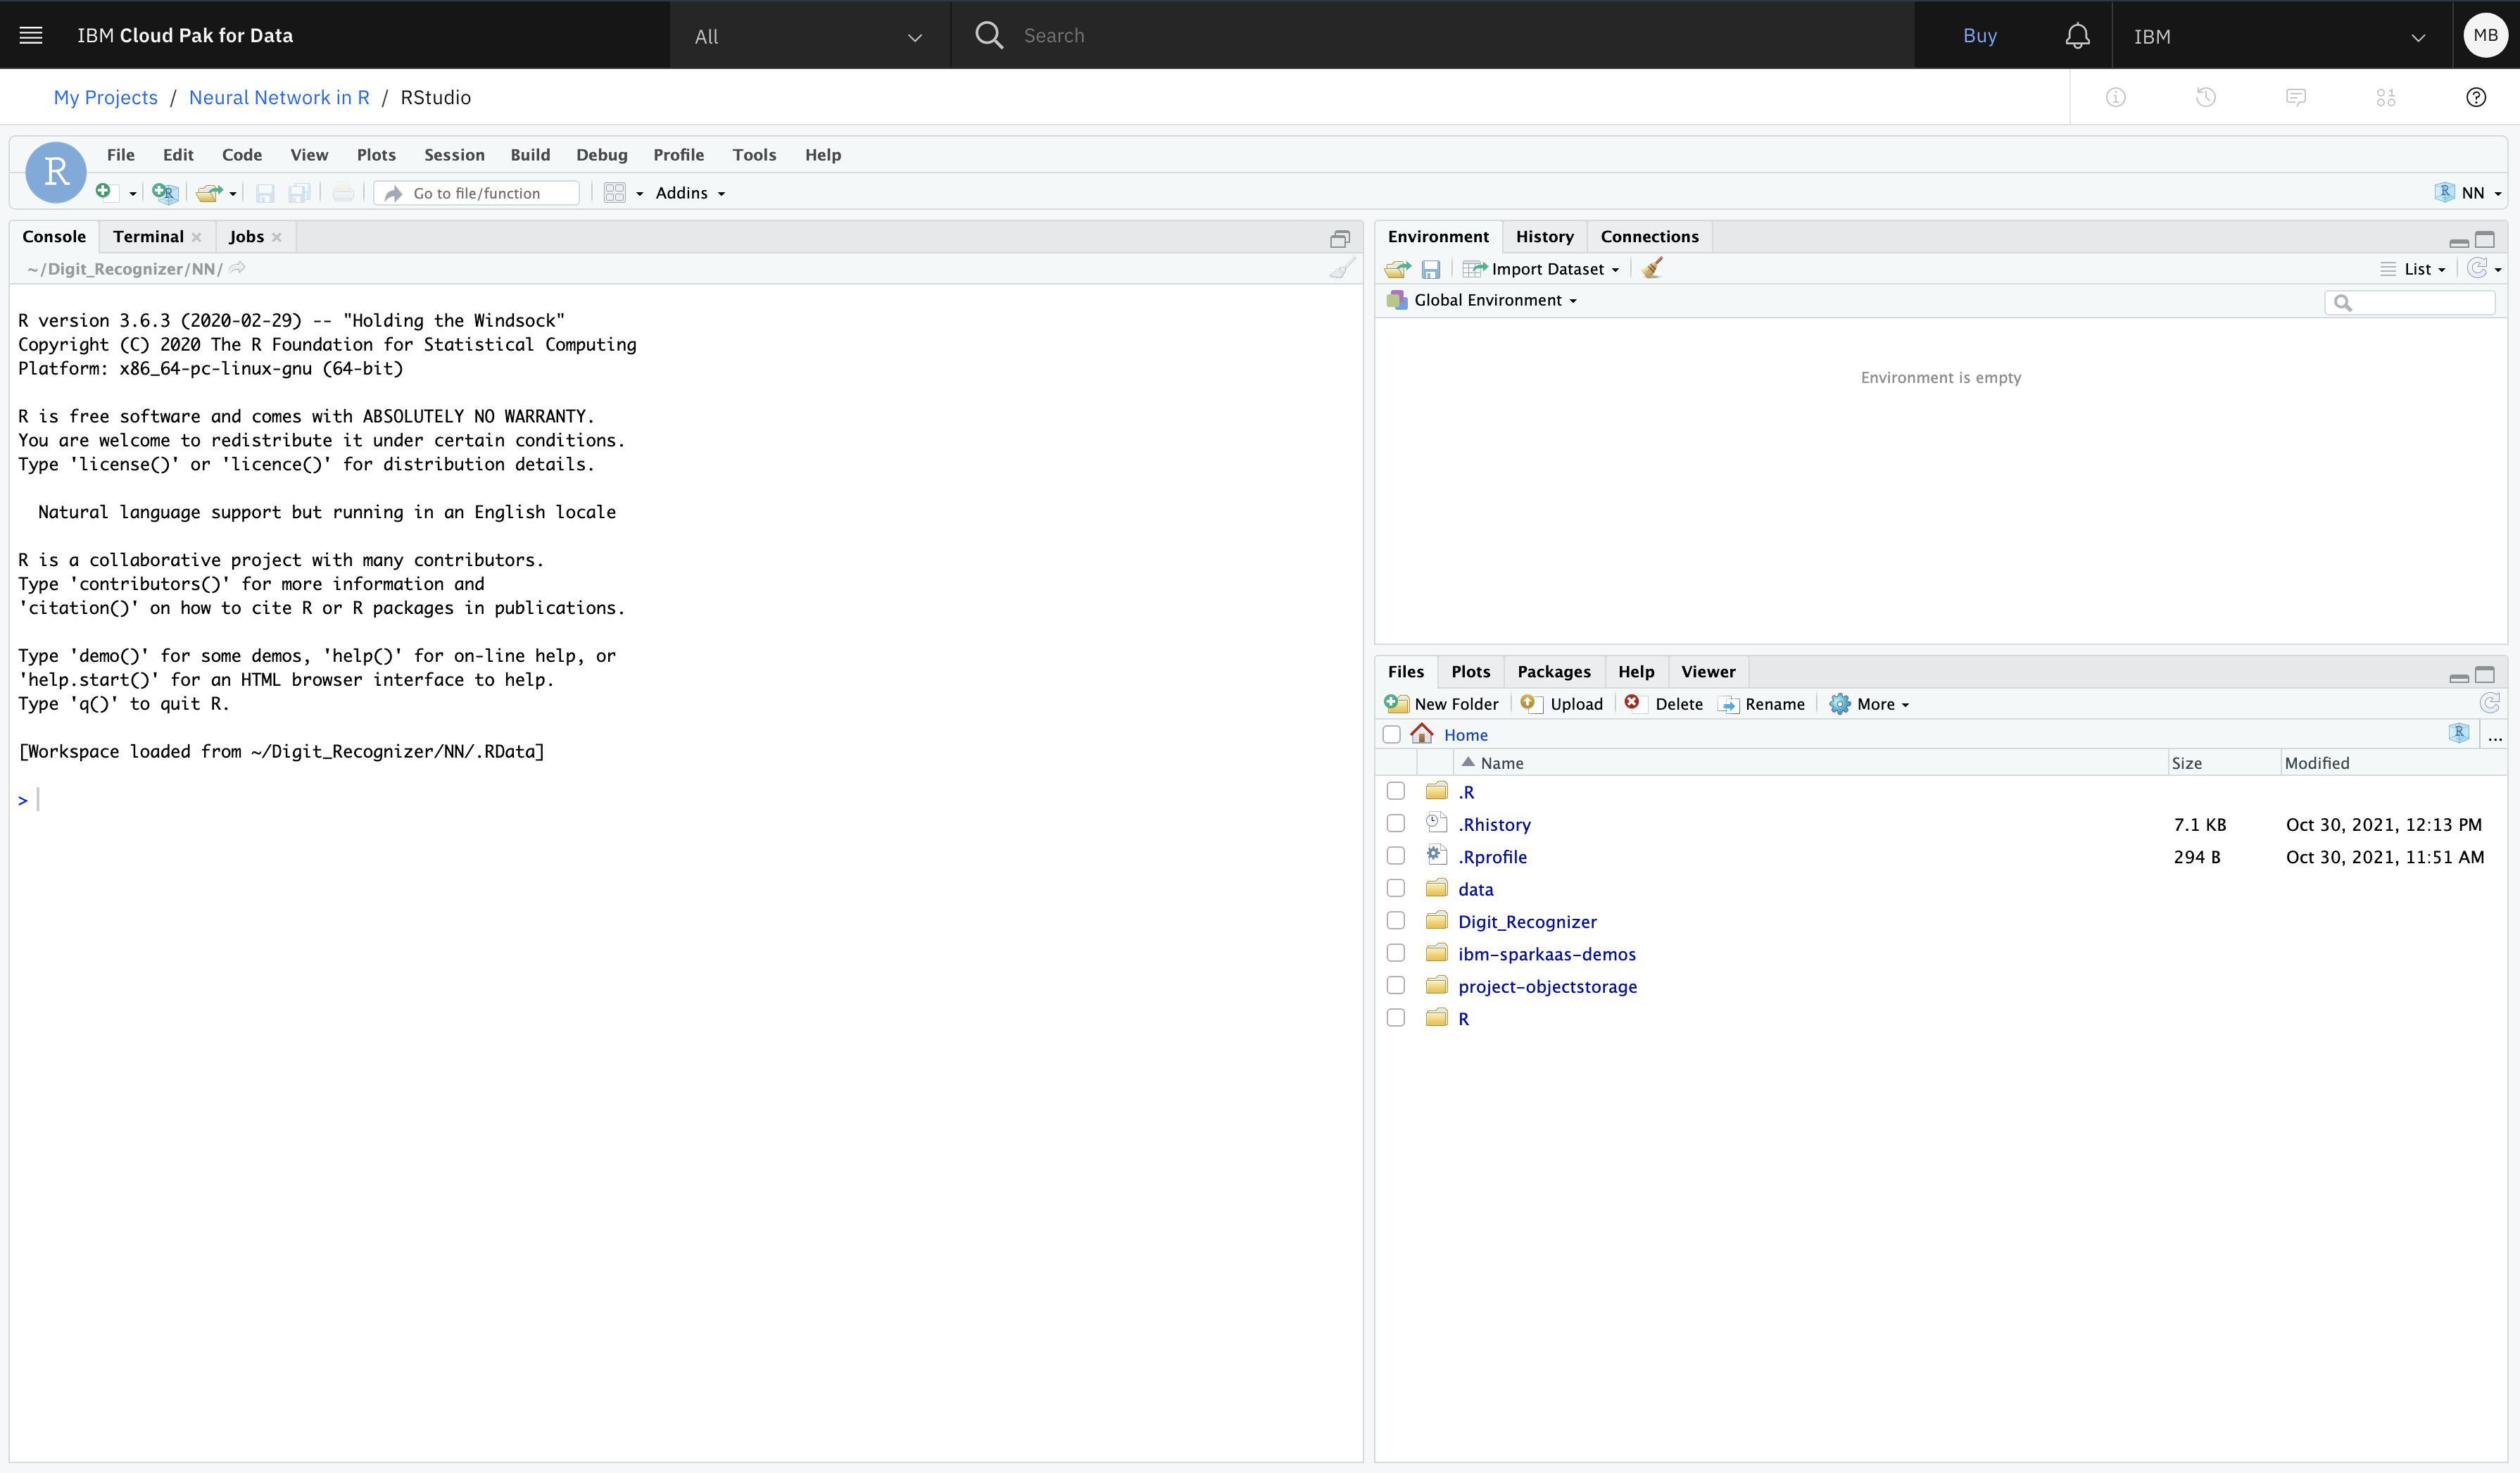 IBM Cloud Pak for Data
All
Search
Buy
IBM
MB
My Projects / Neural Network in R / RStudio
R
File Edit Code View Plots Session Build Debug Profile Tools Help
Go to file/function
Addins
NN
Console Terminal Jobs
~/Digit_Recognizer/NN/
R version 3.6.3 (2020-02-29) -- "Holding the Windsock"
Copyright (C) 2020 The R Foundation for Statistical Computing
Platform: x86_64-pc-linux-gnu (64-bit)
R is free software and comes with ABSOLUTELY NO WARRANTY.
You are welcome to redistribute it under certain conditions.
Type 'license()' or 'licence()' for distribution details.
Natural language support but running in an English locale
R is a collaborative project with many contributors.
Type 'contributors()' for more information and
'citation()' on how to cite R or R packages in publications.
Type 'demo()' for some demos, 'help()' for on-line help, or
'help.start()' for an HTML browser interface to help.
Type 'q()' to quit R.
[Workspace loaded from ~/Digit_Recognizer/NN/.RData]
>
Environment History Connections
Import Dataset
List
Global Environment
Environment is empty
Files Plots Packages Help Viewer
New Folder Upload Delete Rename More
Home
...
Name Size Modified
.R
.Rhistory 7.1 KB Oct 30, 2021, 12:13 PM
.Rprofile 294 B Oct 30, 2021, 11:51 AM
data
Digit_Recognizer
ibm-sparkaas-demos
project-objectstorage
R